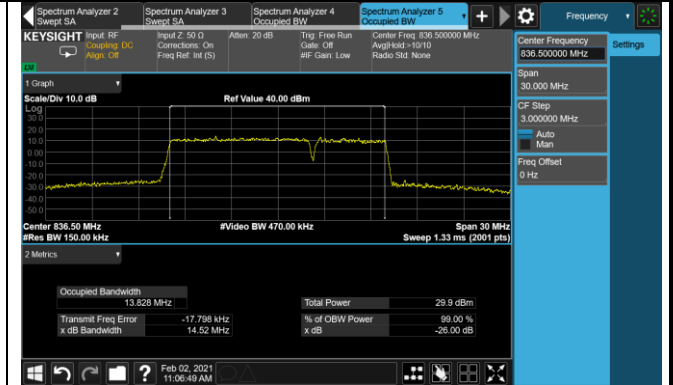 Spectrum Analyzer 2 Swept SA
Spectrum Analyzer 3 Swept SA
Spectrum Analyzer 4 Occupied BW
Spectrum Analyzer 5 Occupied BW
Frequency
KEYSIGHT
Input: RF
Coupling: DC
Align: Off
Input Z: 50 Ω
Corrections: On
Freq Ref: Int (S)
Atten: 20 dB
Trig: Free Run
Gate: Off
#IF Gain: Low
Center Freq: 836.500000 MHz
Avg|Hold:>10/10
Radio Std: None
Center Frequency
836.500000 MHz
Settings
Span
30.000 MHz
CF Step
3.000000 MHz
Auto
Man
Freq Offset
0 Hz
1 Graph
Scale/Div 10.0 dB
Ref Value 40.00 dBm
Log
30.0
20.0
10.0
0.00
-10.0
-20.0
-30.0
-40.0
-50.0
Center 836.50 MHz
#Video BW 470.00 kHz
Span 30 MHz
#Res BW 150.00 kHz
Sweep 1.33 ms (2001 pts)
2 Metrics
Occupied Bandwidth
13.828 MHz
Total Power 29.9 dBm
Transmit Freq Error -17.798 kHz
% of OBW Power 99.00 %
x dB Bandwidth 14.52 MHz
x dB -26.00 dB
Feb 02, 2021
11:06:49 AM